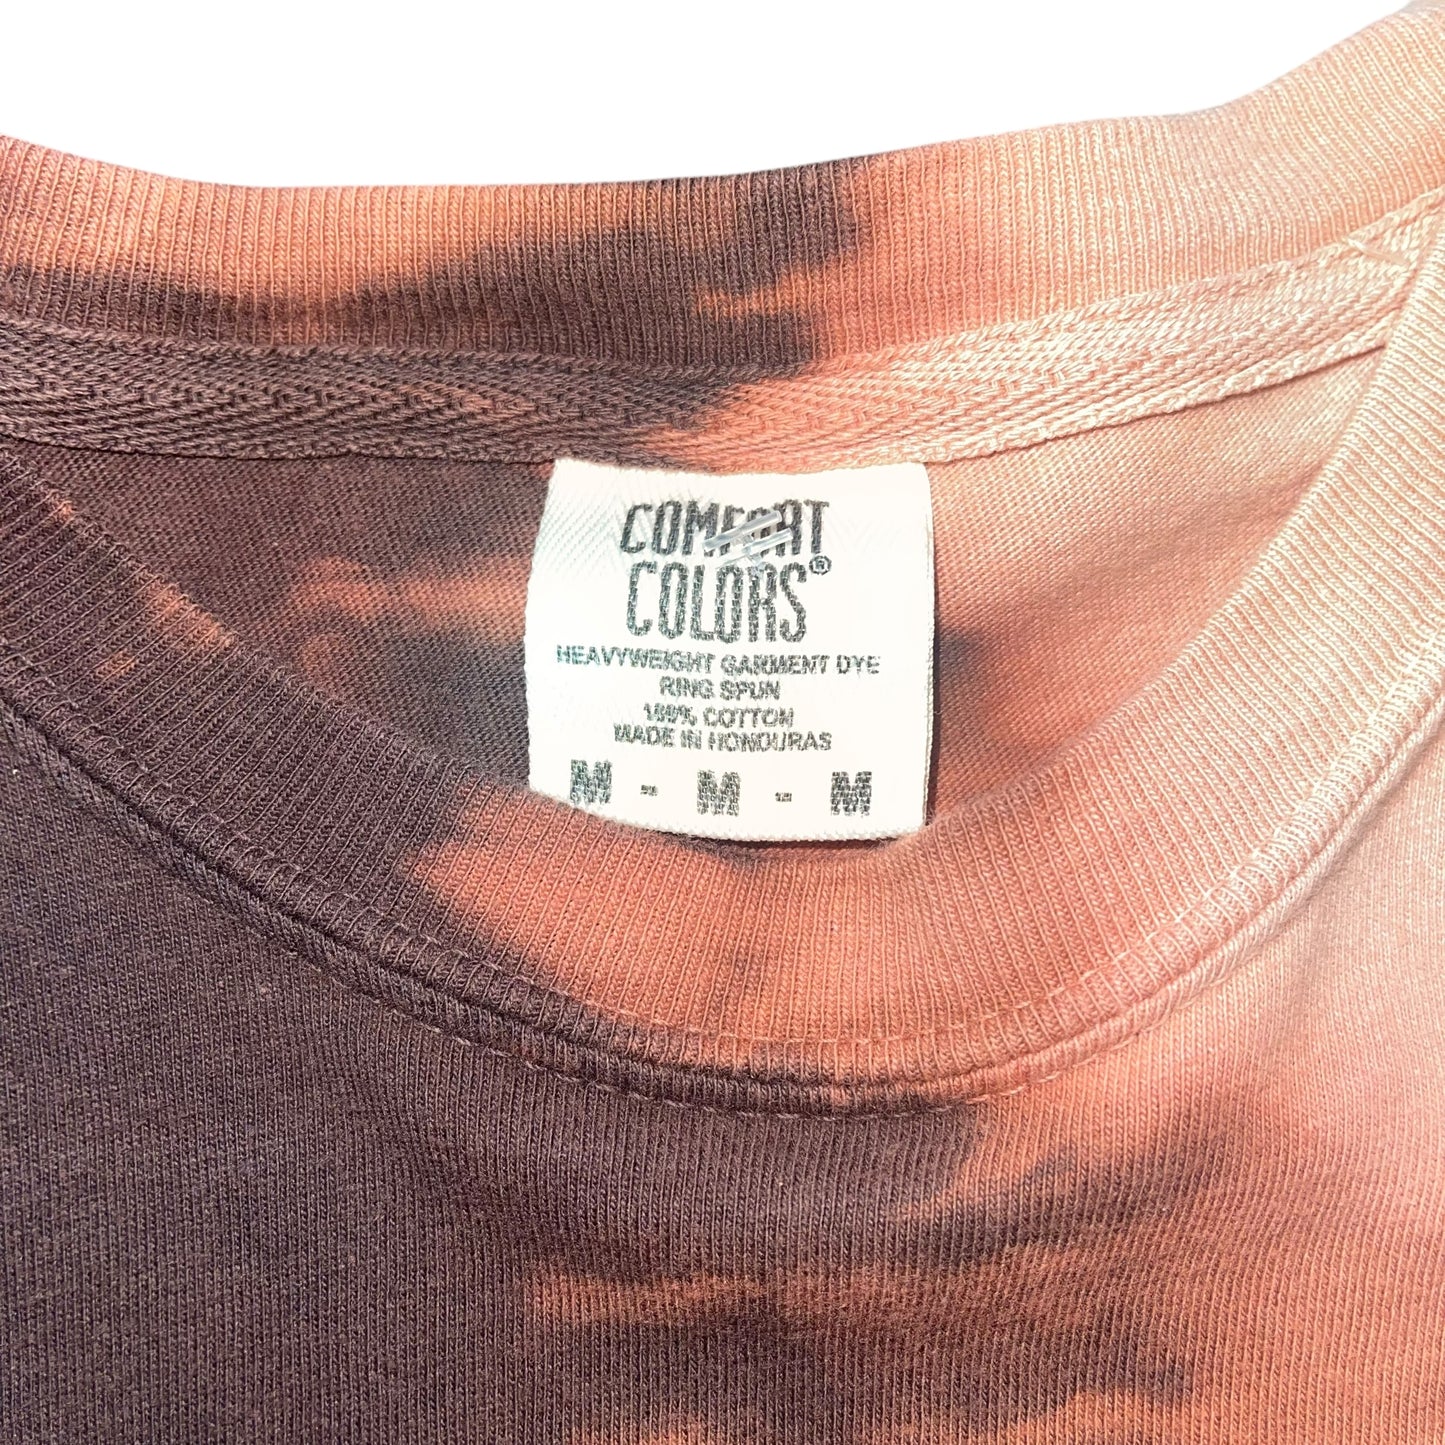 COMFORT
COLORS®
HEAVYWEIGHT GARMENT DYE
RING SPUN
100% COTTON
MADE IN HONDURAS
M - M - M